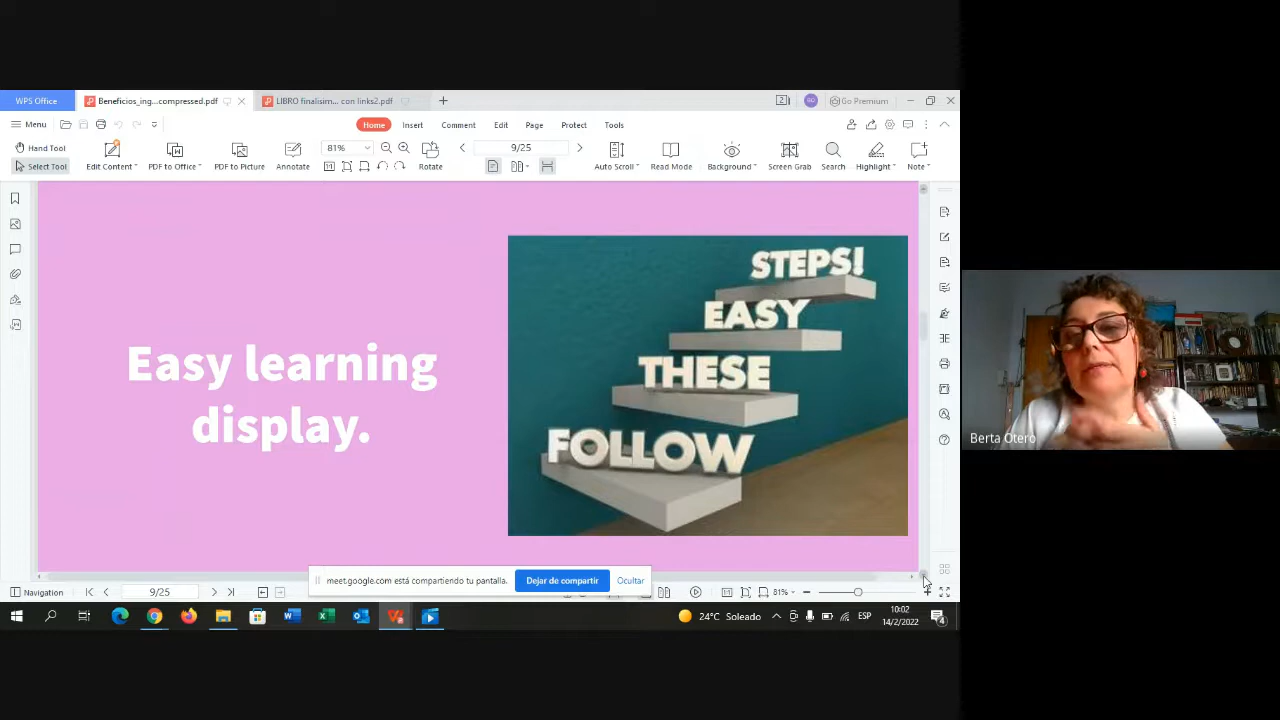 WPS Office
Beneficios_ing...compressed.pdf
LIBRO finalisim... con links2.pdf
Go Premium
Menu
Home
Insert
Comment
Edit
Page
Protect
Tools
Hand Tool
Select Tool
Edit Content
PDF to Office
PDF to Picture
Annotate
81%
Rotate
9/25
Auto Scroll
Read Mode
Background
Screen Grab
Search
Highlight
Note
Easy learning
display.
STEPS!
EASY
THESE
FOLLOW
Berta Otero
meet.google.com está compartiendo tu pantalla.
Dejar de compartir
Ocultar
Navigation
9/25
81%
24°C Soleado
ESP
10:02
14/2/2022
4